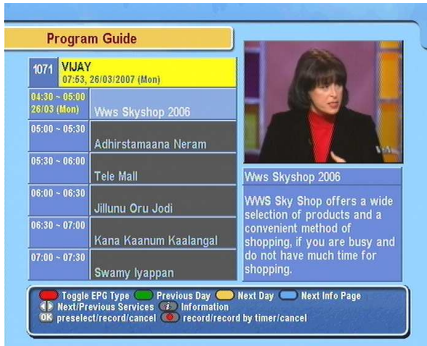 Program Guide
1071 VIJAY
07:53, 26/03/2007 (Mon)
04:30 ~ 05:00
26/03 (Mon) Wws Skyshop 2006
05:00 ~ 05:30 Adhirstamaana Neram
05:30 ~ 06:00 Tele Mall
06:00 ~ 06:30 Jillunu Oru Jodi
06:30 ~ 07:00 Kana Kaanum Kaalangal
07:00 ~ 07:30 Swamy Iyappan
Wws Skyshop 2006
WWS Sky Shop offers a wide
selection of products and a
convenient method of
shopping, if you are busy and
do not have much time for
shopping.
Toggle EPG Type Previous Day Next Day Next Info Page
Next/Previous Services i Information
OK preselect/record/cancel record/record by timer/cancel